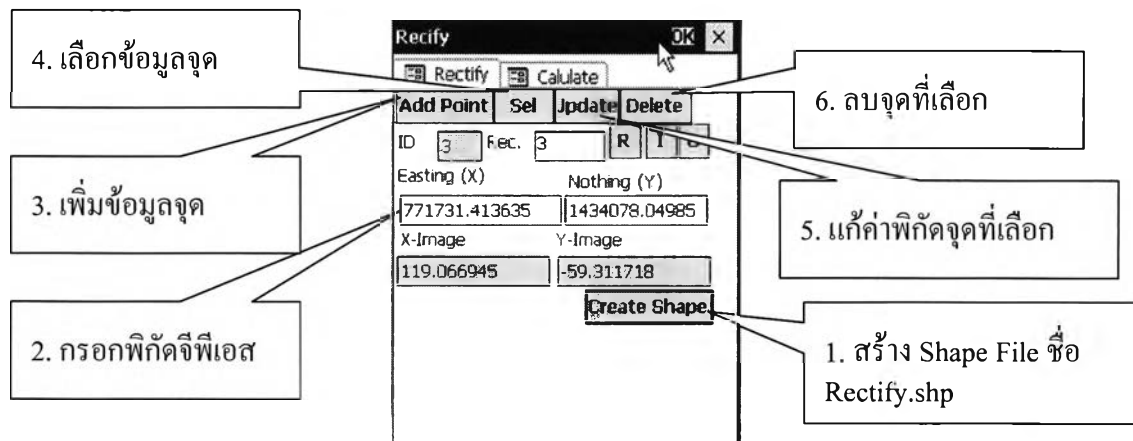 4. เลือกข้อมูลจุด
3. เพิ่มข้อมูลจุด
2. กรอกพิกัดจีพีเอส
Recify OK ×
Rectify Calulate
Add Point Sel Update Delete
ID 3 Rec. 3 R I
Easting (X) Nothing (Y)
771731.413635 1434078.04985
X-Image Y-Image
119.066945 -59.311718
Create Shape
6. ลบจุดที่เลือก
5. แก้ค่าพิกัดจุดที่เลือก
1. สร้าง Shape File ชื่อ
Rectify.shp